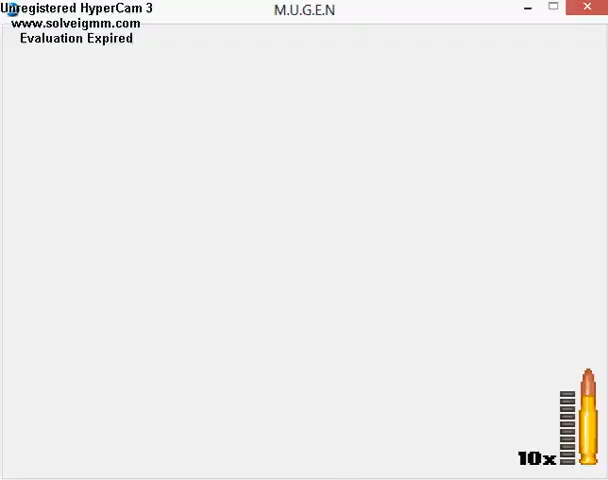 Unregistered HyperCam 3
www.solveigmm.com
Evaluation Expired
M.U.G.E.N
10x